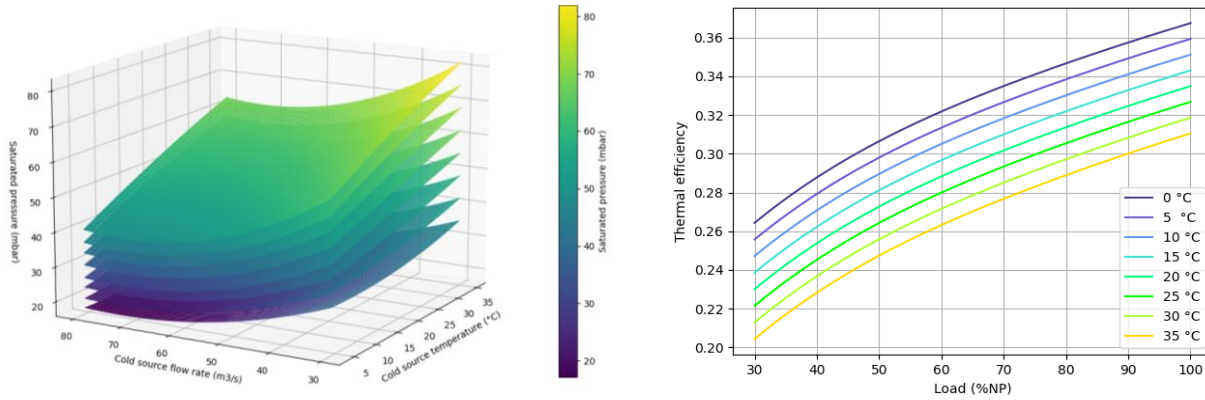 80
70
60
50
40
30
20
Saturated pressure (mbar)
80
70
60
50
40
30
Cold source flow rate (m3/s)
5
10
15
20
25
30
35
Cold source temperature (°C)
80
70
60
50
40
30
20
Saturated pressure (mbar)
0.36
0.34
0.32
0.30
0.28
0.26
0.24
0.22
0.20
Thermal efficiency
30 40 50 60 70 80 90 100
Load (%NP)
0 °C
5 °C
10 °C
15 °C
20 °C
25 °C
30 °C
35 °C